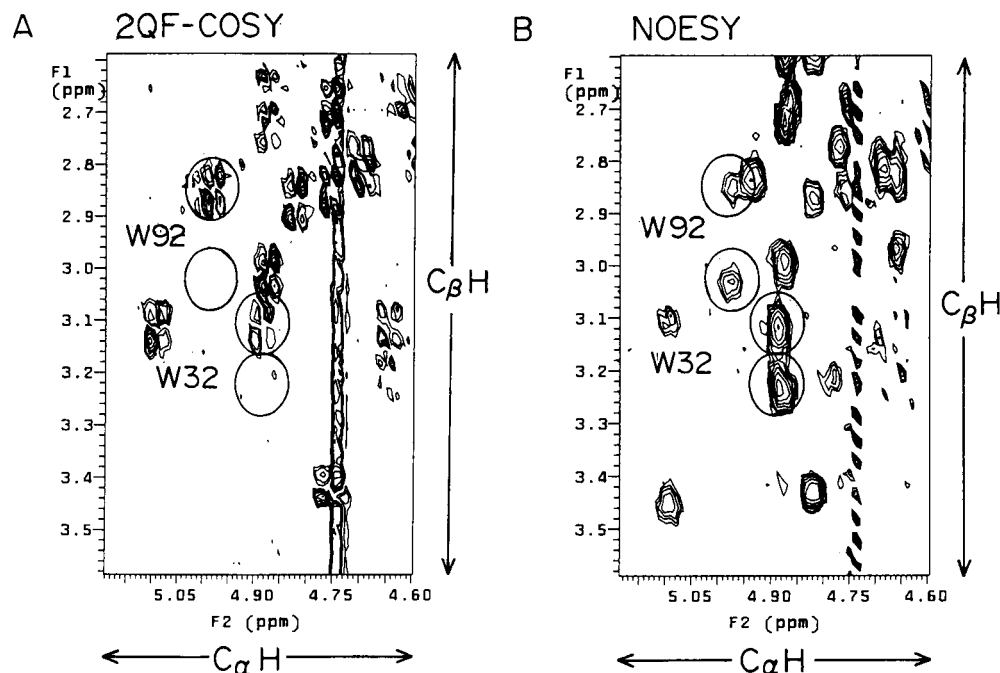 A 2QF-COSY
F1
(ppm)
2.7
2.8
2.9
3.0
3.1
3.2
3.3
3.4
3.5
W92
W32
5.05 4.90 4.75 4.60
F2 (ppm)
CαH
CβH
B NOESY
F1
(ppm)
2.7
2.8
2.9
3.0
3.1
3.2
3.3
3.4
3.5
W92
W32
5.05 4.90 4.75 4.60
F2 (ppm)
CαH
CβH